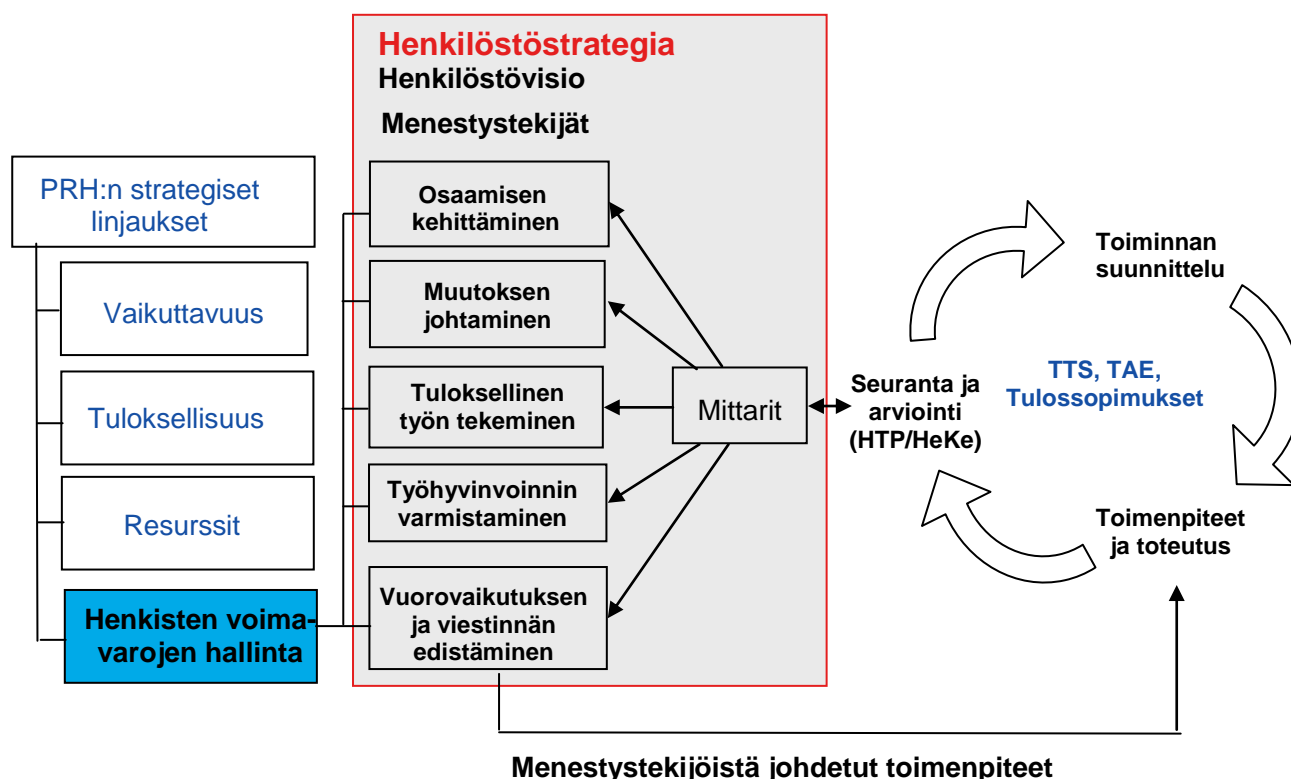 Henkilöstöstrategia
Henkilöstövisio
Menestystekijät
PRH:n strategiset
linjaukset
Vaikuttavuus
Tuloksellisuus
Resurssit
Henkisten voima-
varojen hallinta
Osaamisen
kehittäminen
Muutoksen
johtaminen
Tuloksellinen
työn tekeminen
Työhyvinvoinnin
varmistaminen
Vuorovaikutuksen
ja viestinnän
edistäminen
Mittarit
Seuranta ja
arviointi
(HTP/HeKe)
Toiminnan
suunnittelu
TTS, TAE,
Tulossopimukset
Toimenpiteet
ja toteutus
Menestystekijöistä johdetut toimenpiteet